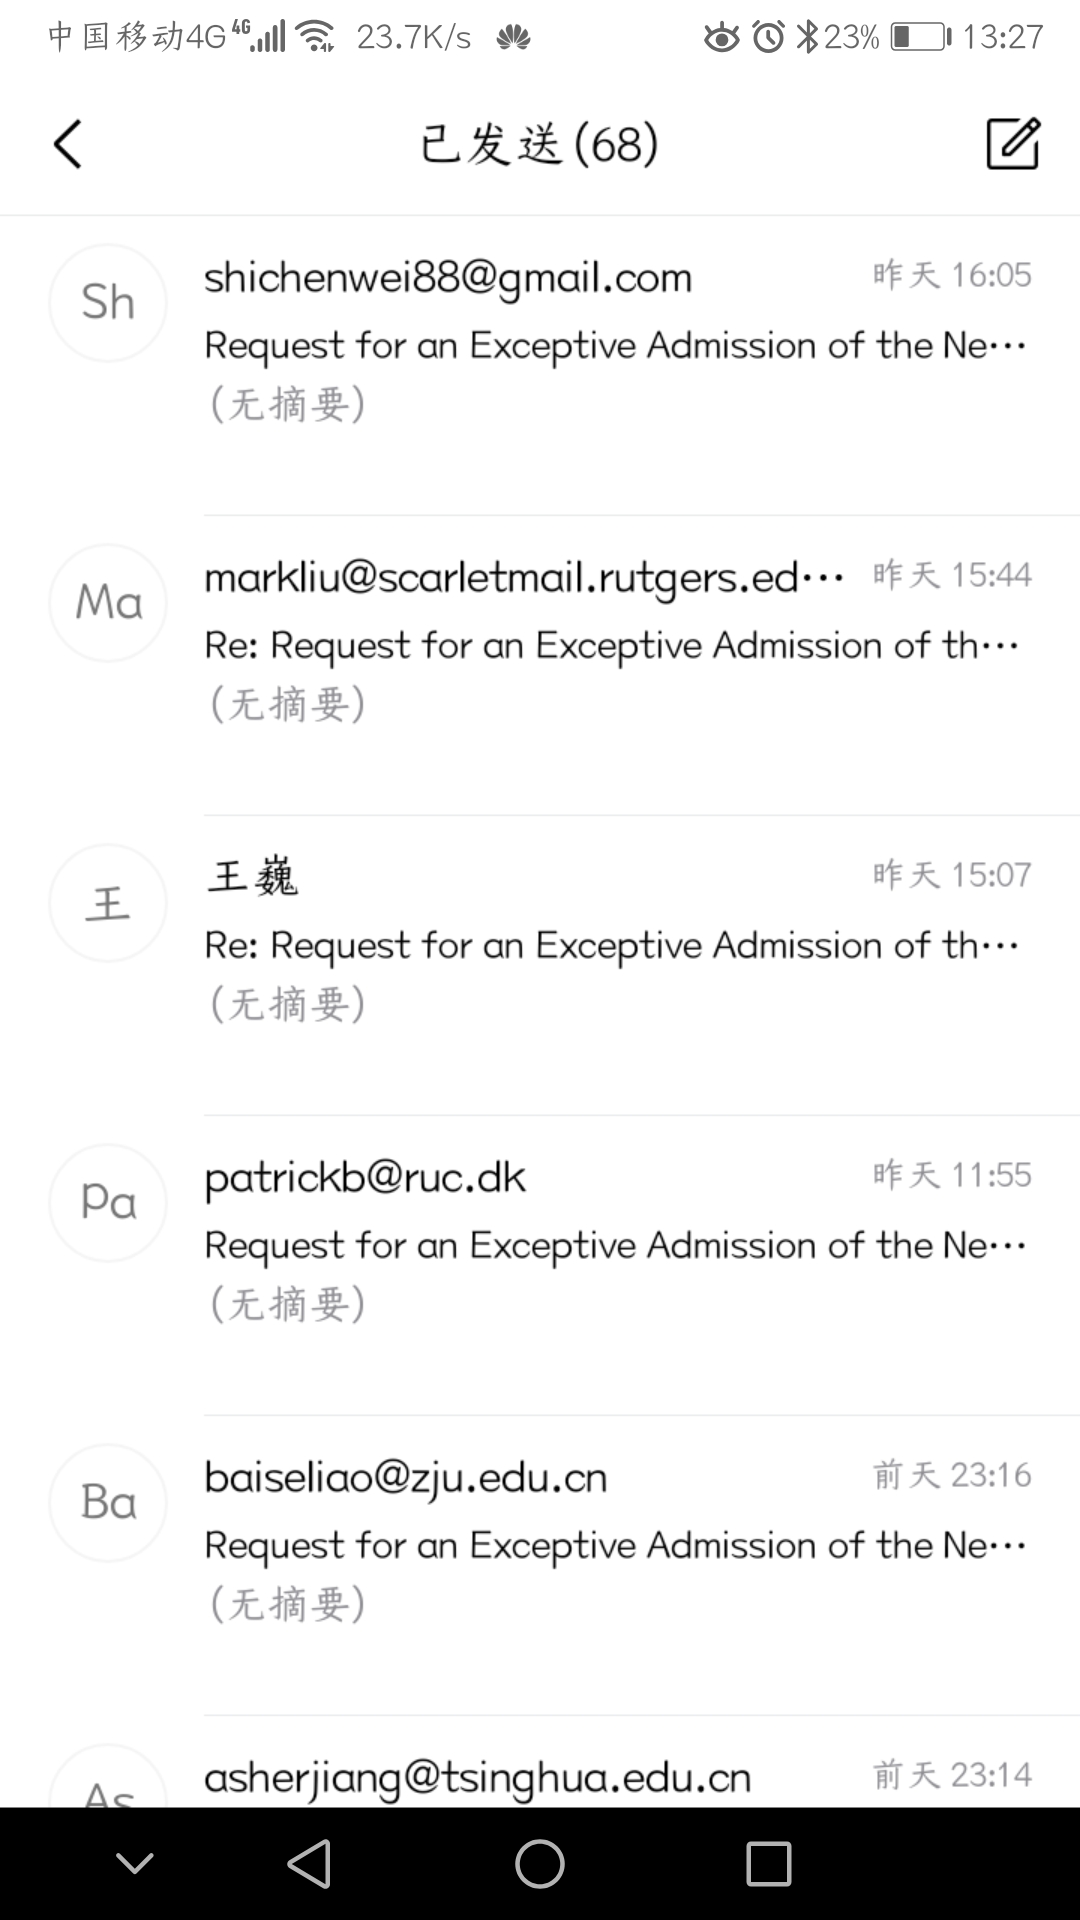 中国移动4G 4G 23.7K/s 23% 13:27
已发送(68)
Sh
shichenwei88@gmail.com 昨天 16:05
Request for an Exceptive Admission of the Ne···
(无摘要)
Ma
markliu@scarletmail.rutgers.ed··· 昨天 15:44
Re: Request for an Exceptive Admission of th···
(无摘要)
王
王巍 昨天 15:07
Re: Request for an Exceptive Admission of th···
(无摘要)
Pa
patrickb@ruc.dk 昨天 11:55
Request for an Exceptive Admission of the Ne···
(无摘要)
Ba
baiseliao@zju.edu.cn 前天 23:16
Request for an Exceptive Admission of the Ne···
(无摘要)
As
asherjiang@tsinghua.edu.cn 前天 23:14